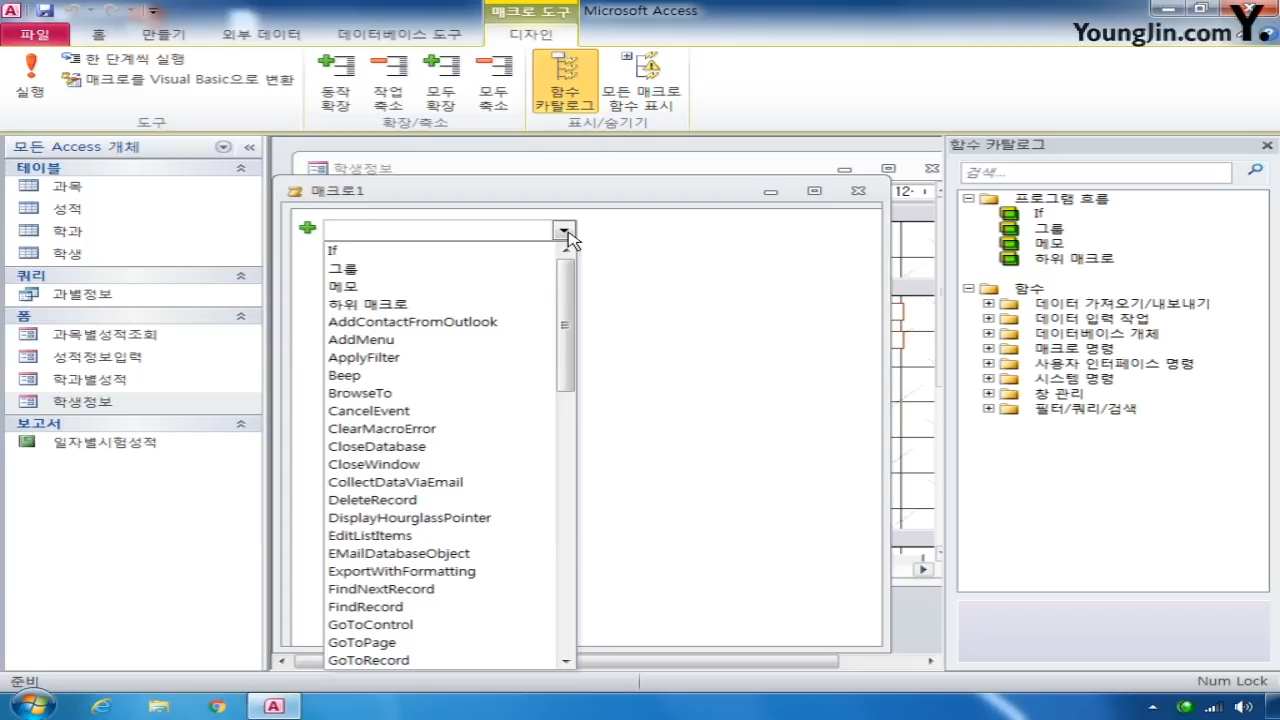 매크로 도구
Microsoft Access
YoungJin.com Y.
파일
홈
만들기
외부 데이터
데이터베이스 도구
디자인
실행
한 단계씩 실행
매크로를 Visual Basic으로 변환
도구
동작 확장
작업 축소
모두 확장
모두 축소
확장/축소
함수 카탈로그
모든 매크로 함수 표시
표시/숨기기
모든 Access 개체
테이블
과목
성적
학과
학생
쿼리
과별정보
폼
과목별성적조회
성적정보입력
학과별성적
학생정보
보고서
일자별시험성적
학생정보
매크로1
12
If
그룹
메모
하위 매크로
AddContactFromOutlook
AddMenu
ApplyFilter
Beep
BrowseTo
CancelEvent
ClearMacroError
CloseDatabase
CloseWindow
CollectDataViaEmail
DeleteRecord
DisplayHourglassPointer
EditListItems
EMailDatabaseObject
ExportWithFormatting
FindNextRecord
FindRecord
GoToControl
GoToPage
GoToRecord
함수 카탈로그
검색...
프로그램 흐름
If
그룹
메모
하위 매크로
함수
데이터 가져오기/내보내기
데이터 입력 작업
데이터베이스 개체
매크로 명령
사용자 인터페이스 명령
시스템 명령
창 관리
필터/쿼리/검색
준비
Num Lock